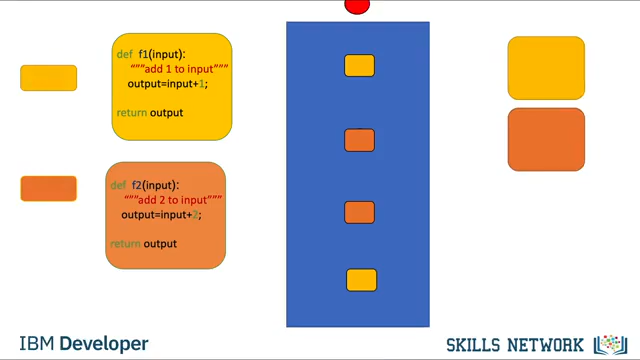 def f1(input):
"""add 1 to input"""
output=input+1;
return output
def f2(input):
"""add 2 to input"""
output=input+2;
return output
IBM Developer
SKILLS NETWORK